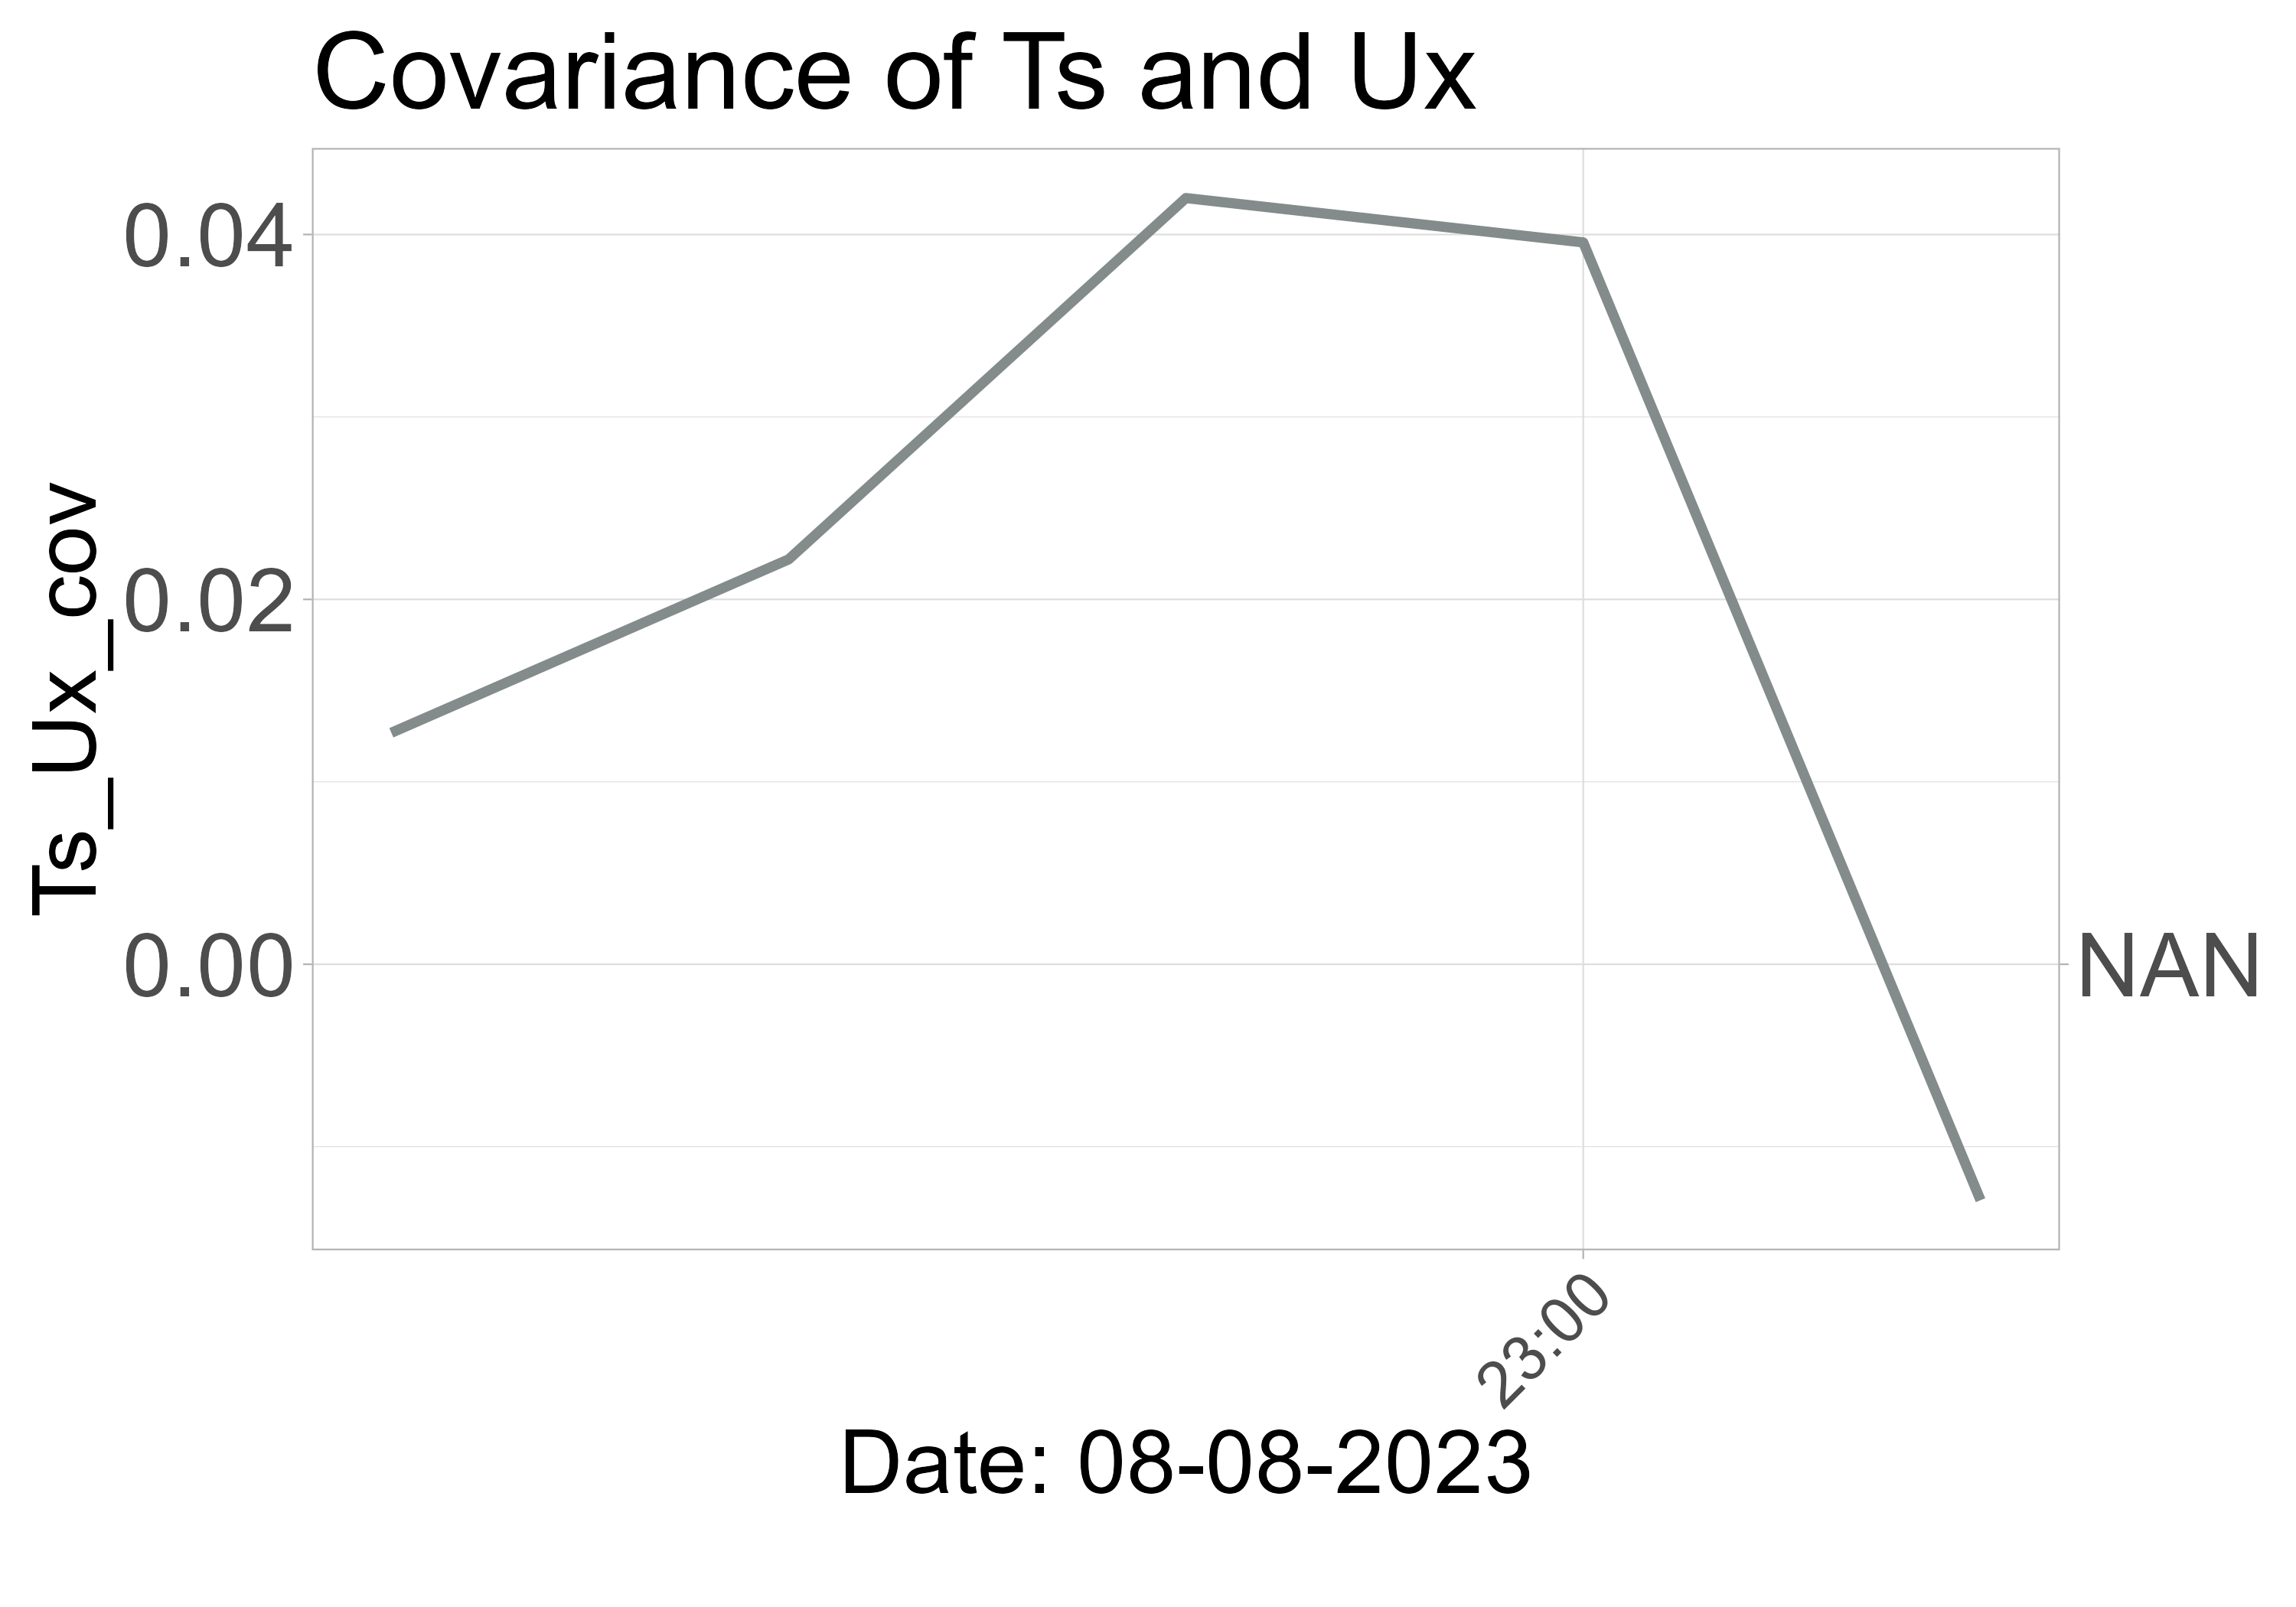 Covariance of Ts and Ux
Ts_Ux_cov
0.04
0.02
0.00
NAN
23:00
Date: 08-08-2023